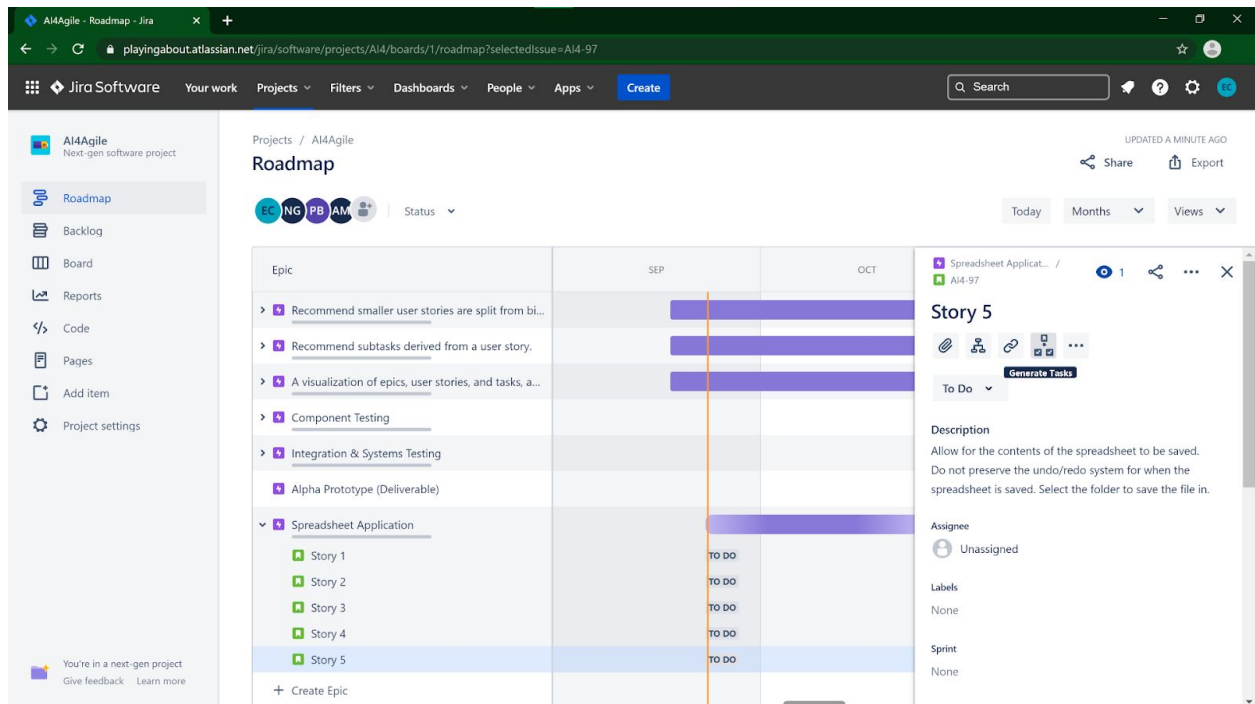 AI4Agile - Roadmap - Jira
playingabout.atlassian.net/jira/software/projects/AI4/boards/1/roadmap?selectedIssue=AI4-97
Jira Software Your work Projects Filters Dashboards People Apps Create Search EC
AI4Agile
Next-gen software project
Roadmap
Backlog
Board
Reports
Code
Pages
Add item
Project settings
You're in a next-gen project
Give feedback Learn more
Projects / AI4Agile
UPDATED A MINUTE AGO
Roadmap
Share Export
EC NG PB AM Status
Today Months Views
Epic SEP OCT
Recommend smaller user stories are split from bi...
Recommend subtasks derived from a user story.
A visualization of epics, user stories, and tasks, a...
Component Testing
Integration & Systems Testing
Alpha Prototype (Deliverable)
Spreadsheet Application
Story 1 TO DO
Story 2 TO DO
Story 3 TO DO
Story 4 TO DO
Story 5 TO DO
+ Create Epic
Spreadsheet Applicat... /
AI4-97
1
Story 5
Generate Tasks
To Do
Description
Allow for the contents of the spreadsheet to be saved.
Do not preserve the undo/redo system for when the
spreadsheet is saved. Select the folder to save the file in.
Assignee
Unassigned
Labels
None
Sprint
None